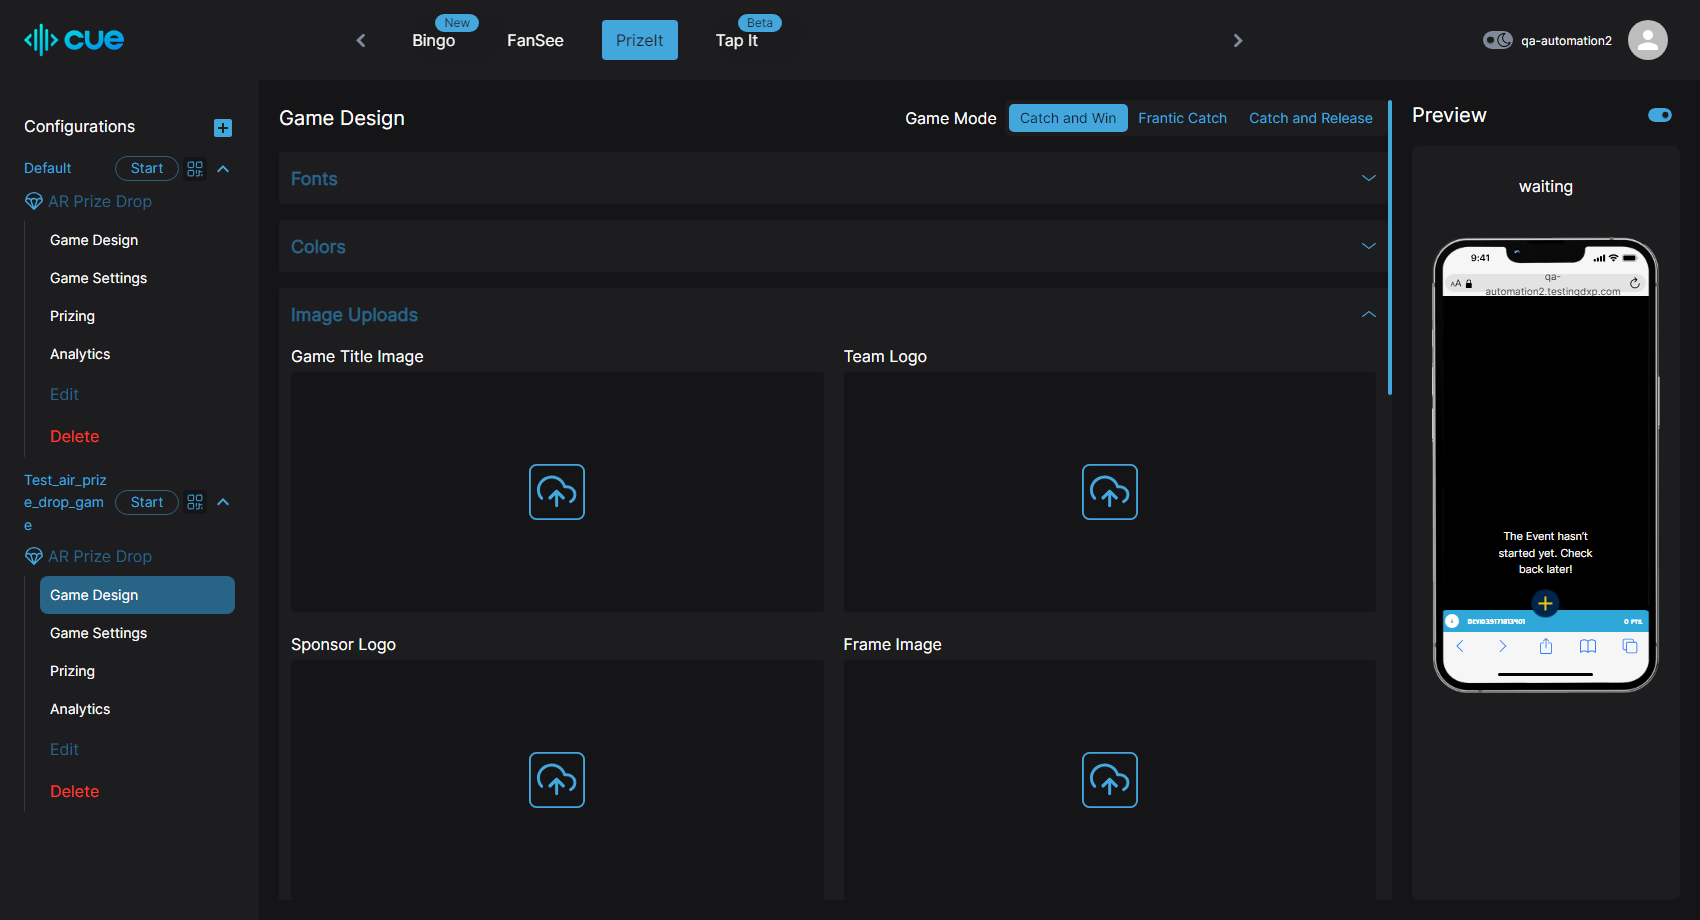 cue
New
Bingo
FanSee
PrizeIt
Beta
Tap It
qa-automation2
Configurations
Default
Start
AR Prize Drop
Game Design
Game Settings
Prizing
Analytics
Edit
Delete
Test_air_priz
e_drop_gam
e
Start
AR Prize Drop
Game Design
Game Settings
Prizing
Analytics
Edit
Delete
Game Design
Game Mode
Catch and Win
Frantic Catch
Catch and Release
Fonts
Colors
Image Uploads
Game Title Image
Team Logo
Sponsor Logo
Frame Image
Preview
waiting
9:41
AA
qa-
automation2.testingdxp.com
The Event hasn't
started yet. Check
back later!
0 PTS.